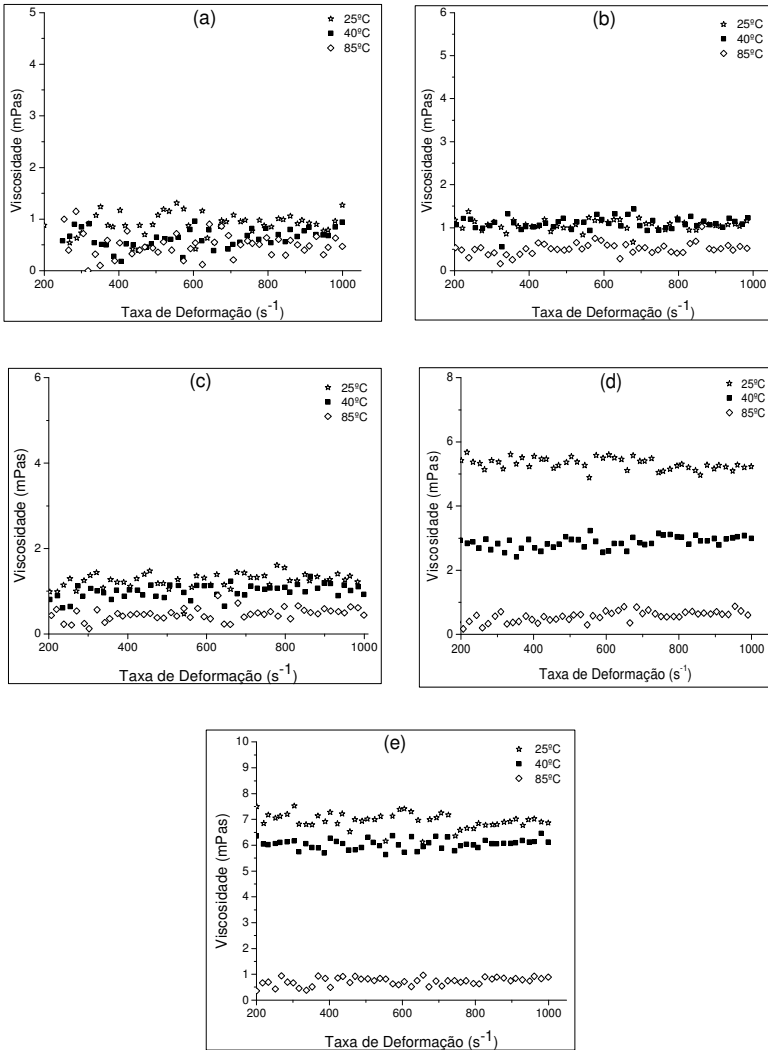 (a)
25ºC
40ºC
85ºC
5
4
3
2
1
0
Viscosidade (mPas)
200 400 600 800 1000
Taxa de Deformação (s-1)
(b)
25ºC
40ºC
85ºC
6
5
4
3
2
1
0
Viscosidade (mPas)
200 400 600 800 1000
Taxa de Deformação (s-1)
(c)
25ºC
40ºC
85ºC
6
4
2
0
Viscosidade (mPas)
200 400 600 800 1000
Taxa de Deformação (s-1)
(d)
25ºC
40ºC
85ºC
8
6
4
2
0
Viscosidade (mPas)
200 400 600 800 1000
Taxa de Deformação (s-1)
(e)
25ºC
40ºC
85ºC
10
9
8
7
6
5
4
3
2
1
0
Viscosidade (mPas)
200 400 600 800 1000
Taxa de Deformação (s-1)